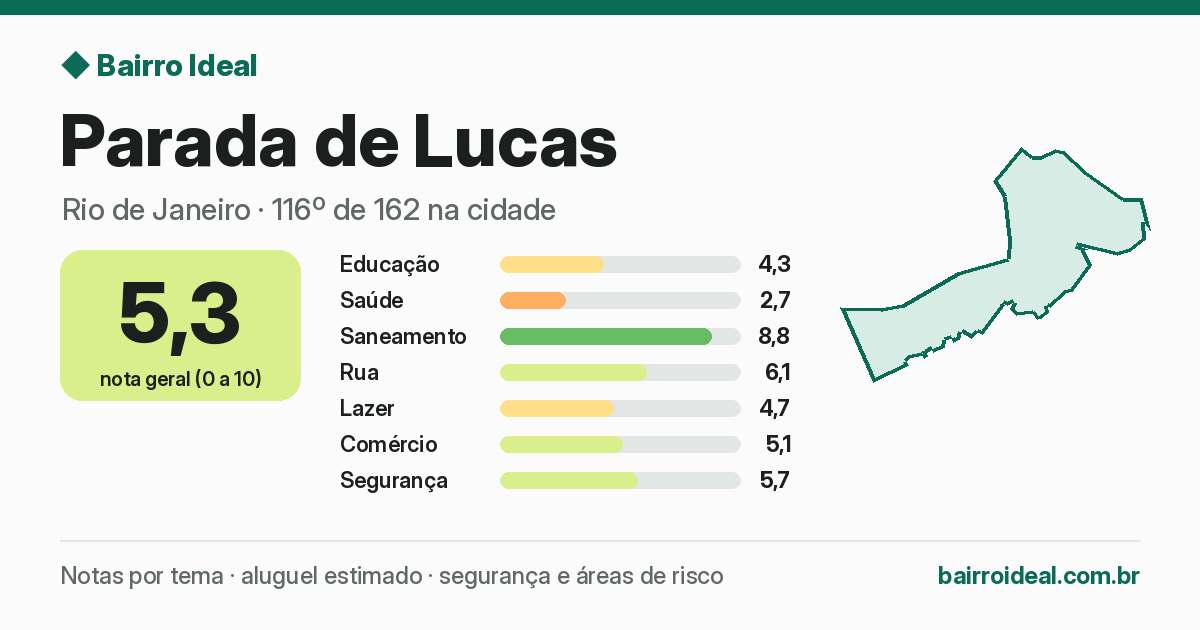 Bairro Ideal
Parada de Lucas
Rio de Janeiro · 116º de 162 na cidade
5,3
nota geral (0 a 10)
Educação 4,3
Saúde 2,7
Saneamento 8,8
Rua 6,1
Lazer 4,7
Comércio 5,1
Segurança 5,7
Notas por tema · aluguel estimado · segurança e áreas de risco
bairroideal.com.br